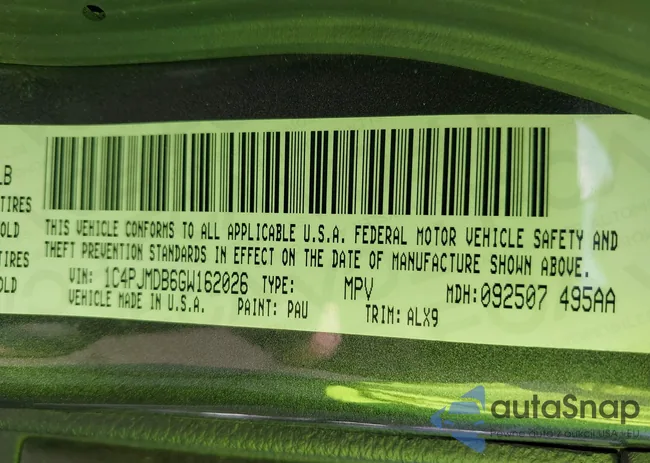 LB
TIRES
OLD
TIRES
OLD
THIS VEHICLE CONFORMS TO ALL APPLICABLE U.S.A. FEDERAL MOTOR VEHICLE SAFETY AND
THEFT PREVENTION STANDARDS IN EFFECT ON THE DATE OF MANUFACTURE SHOWN ABOVE.
VIN: 1C4PJMDB6GW162026 TYPE: MPV MDH: 092507 495AA
VEHICLE MADE IN U.S.A. PAINT: PAU TRIM: ALX9
autoSnap